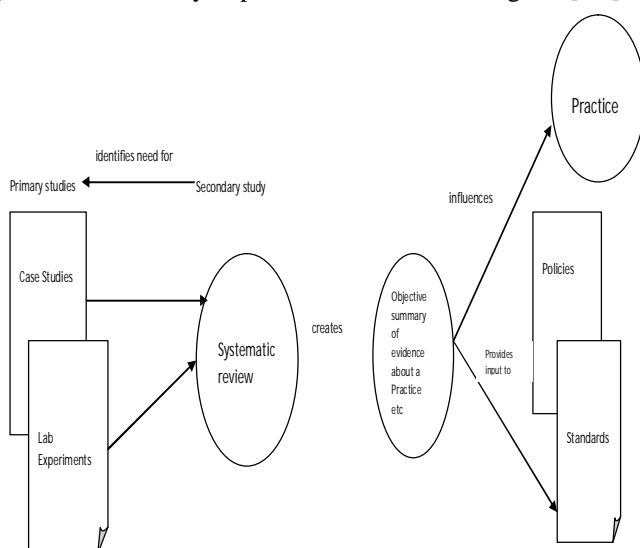 Practice
identifies need for
Primary studies
Secondary study
influences
Case Studies
Policies
Objective
summary
of
evidence
about a
Practice
etc
creates
Systematic
review
Provides
input to
Lab
Experiments
Standards